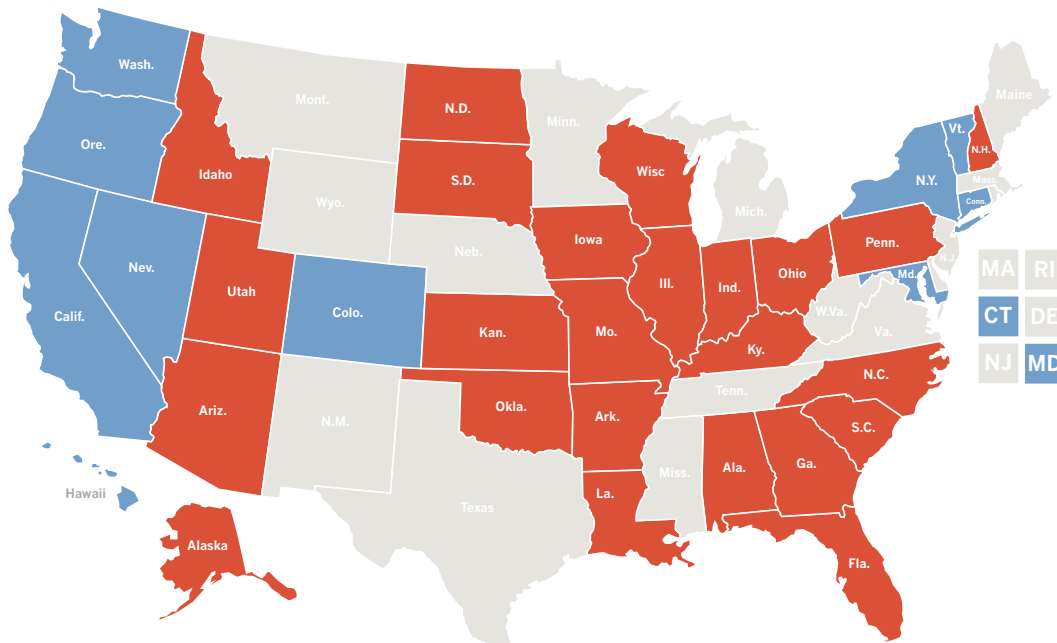 Wash.
Mont.
N.D.
Minn.
Maine
Ore.
Idaho
S.D.
Wisc
Vt.
N.H.
N.Y.
Mass.
Wyo.
Mich.
Conn.
Iowa
Neb.
Penn.
Nev.
Utah
Colo.
Ill.
Ind.
Ohio
Md.
N.J.
MA RI
Calif.
Kan.
Mo.
W.Va.
Va.
CT DE
Ky.
NJ MD
Ariz.
N.M.
Okla.
Ark.
Tenn.
N.C.
S.C.
Hawaii
Texas
La.
Miss.
Ala.
Ga.
Alaska
Fla.